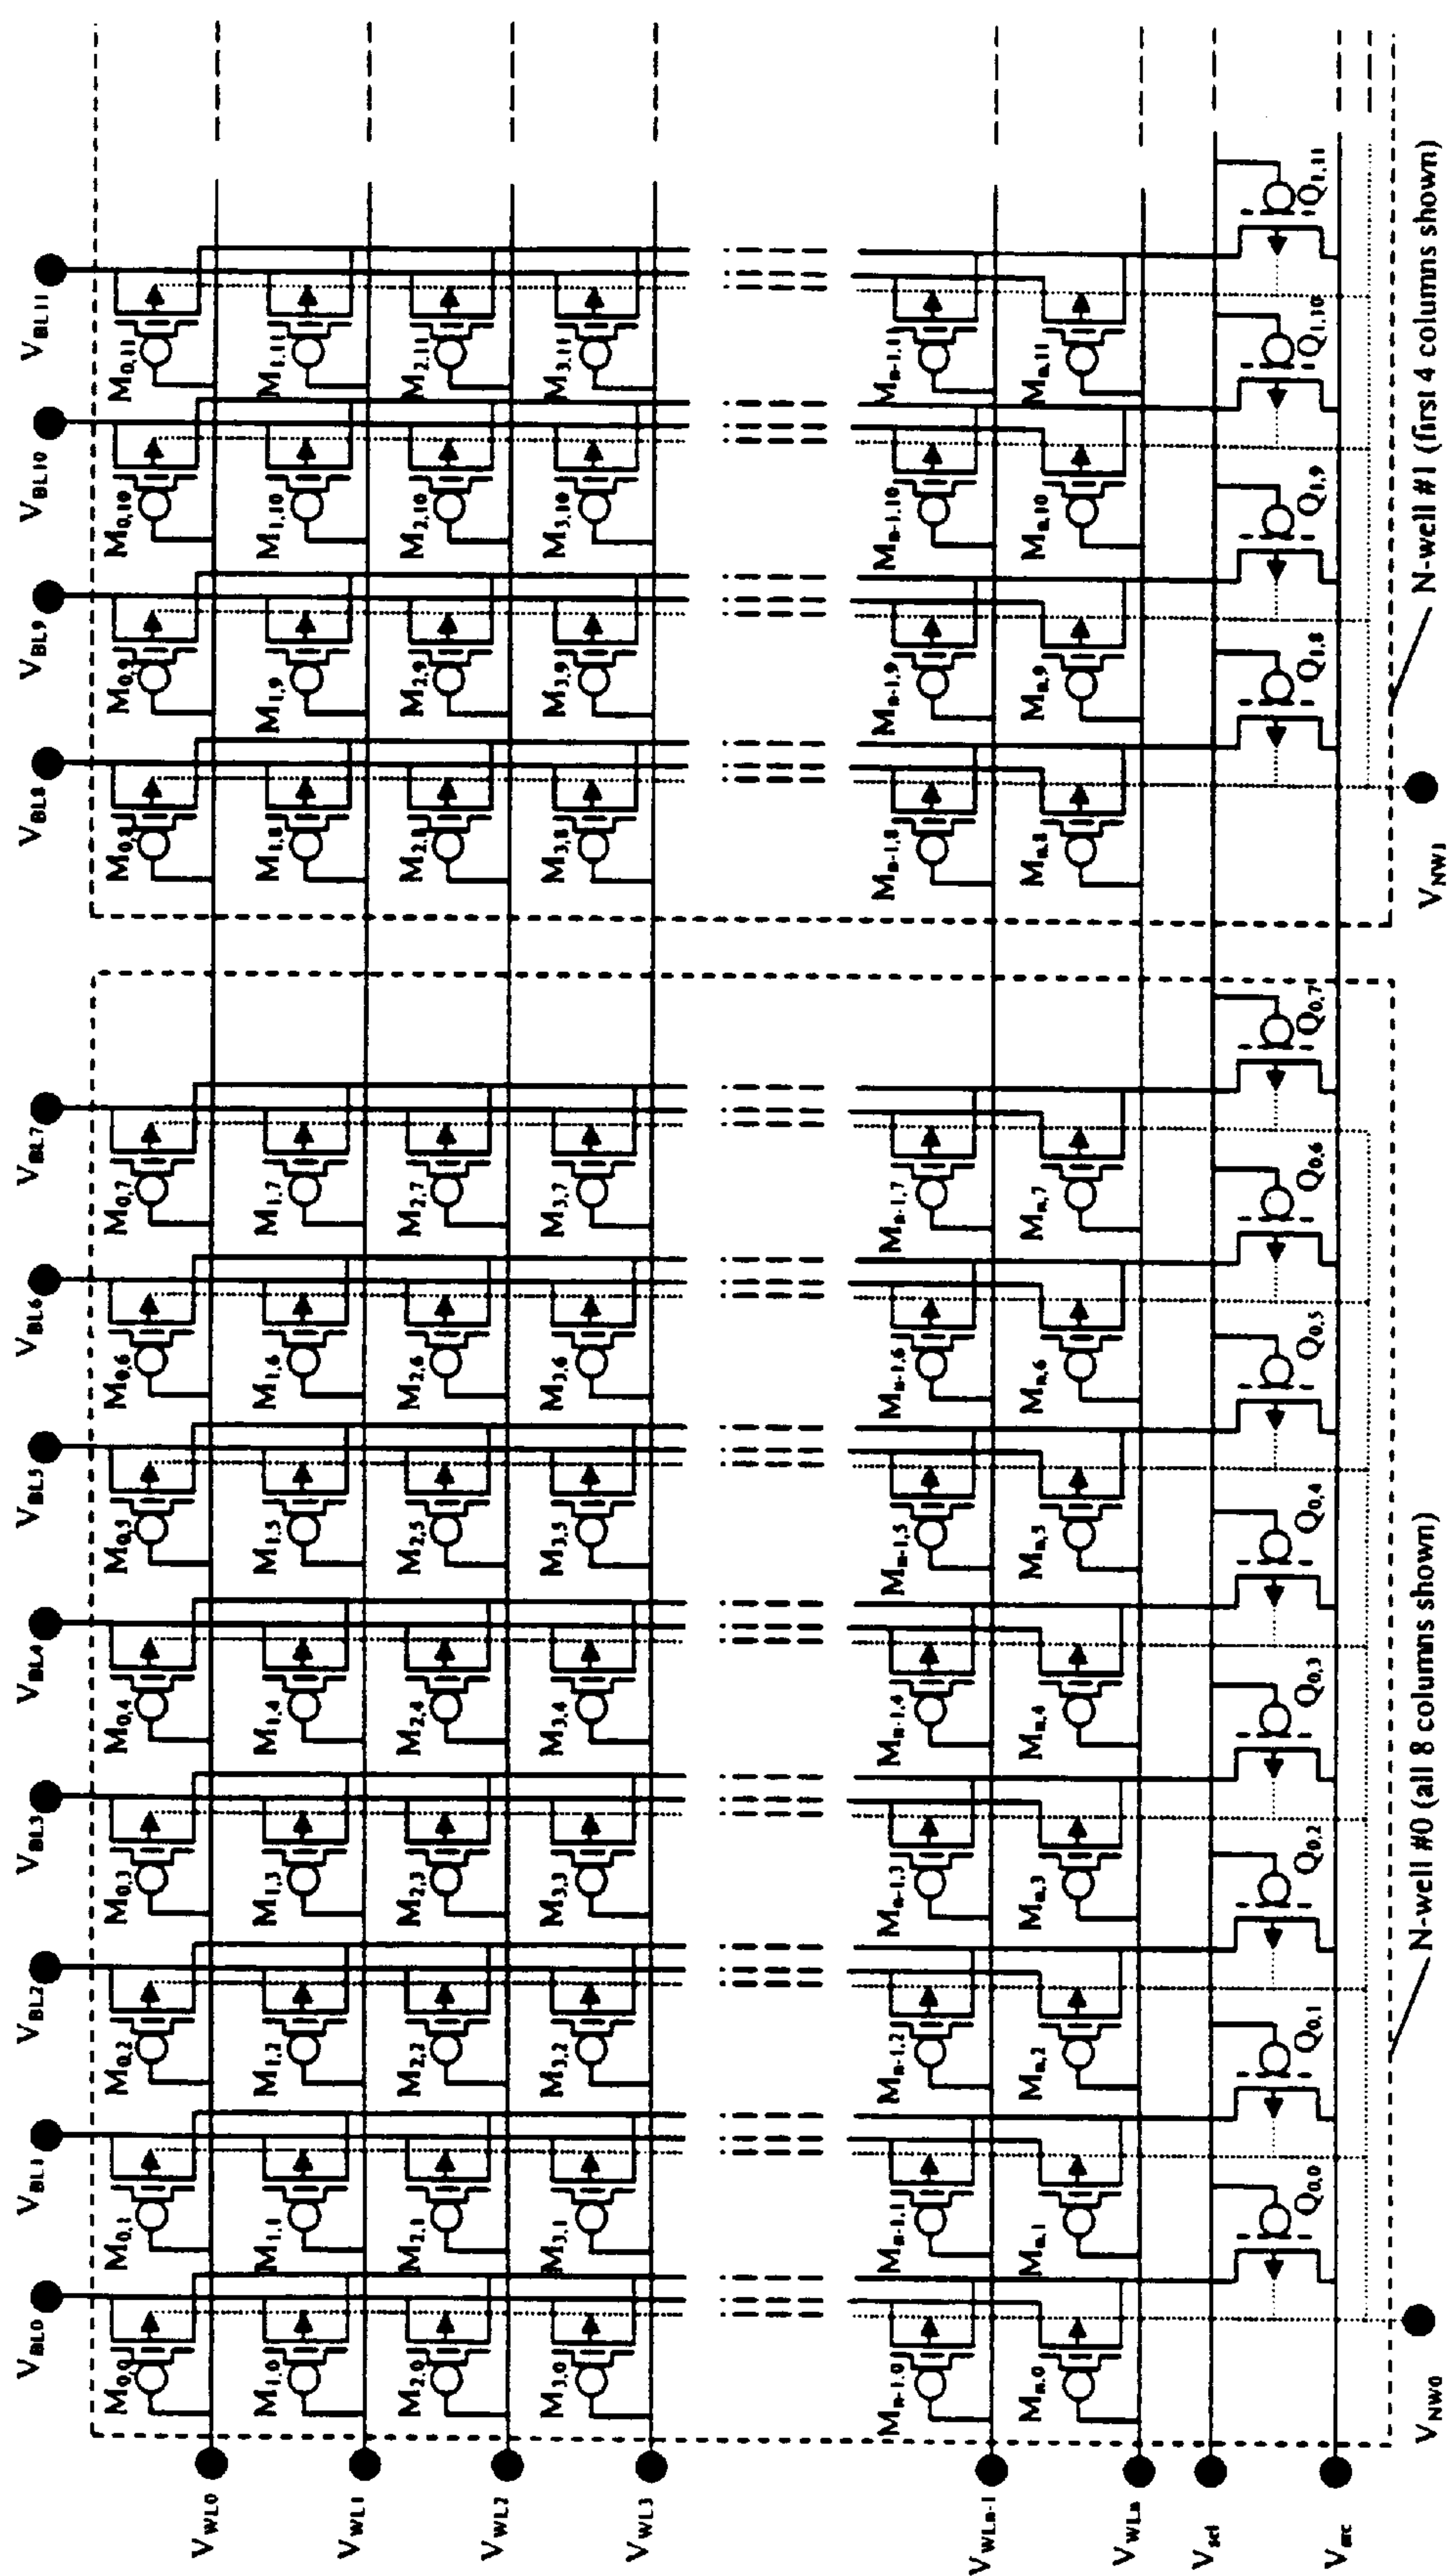 V_BL0 V_BL1 V_BL2 V_BL3 V_BL4 V_BL5 V_BL6 V_BL7 V_BL8 V_BL9 V_BL10 V_BL11
M_0,0 M_0,1 M_0,2 M_0,3 M_0,4 M_0,5 M_0,6 M_0,7 M_0,8 M_0,9 M_0,10 M_0,11
V_WL0
M_1,0 M_1,1 M_1,2 M_1,3 M_1,4 M_1,5 M_1,6 M_1,7 M_1,8 M_1,9 M_1,10 M_1,11
V_WL1
M_2,0 M_2,1 M_2,2 M_2,3 M_2,4 M_2,5 M_2,6 M_2,7 M_2,8 M_2,9 M_2,10 M_2,11
V_WL2
M_3,0 M_3,1 M_3,2 M_3,3 M_3,4 M_3,5 M_3,6 M_3,7 M_3,8 M_3,9 M_3,10 M_3,11
V_WL3
M_n-1,0 M_n-1,1 M_n-1,2 M_n-1,3 M_n-1,4 M_n-1,5 M_n-1,6 M_n-1,7 M_n-1,8 M_n-1,9 M_n-1,10 M_n-1,11
V_WLn-1
M_n,0 M_n,1 M_n,2 M_n,3 M_n,4 M_n,5 M_n,6 M_n,7 M_n,8 M_n,9 M_n,10 M_n,11
V_WLn
V_sel
Q_0,0 Q_0,1 Q_0,2 Q_0,3 Q_0,4 Q_0,5 Q_0,6 Q_0,7 Q_1,8 Q_1,9 Q_1,10 Q_1,11
V_src
V_NW0 N-well #0 (all 8 columns shown) V_NW1 N-well #1 (first 4 columns shown)